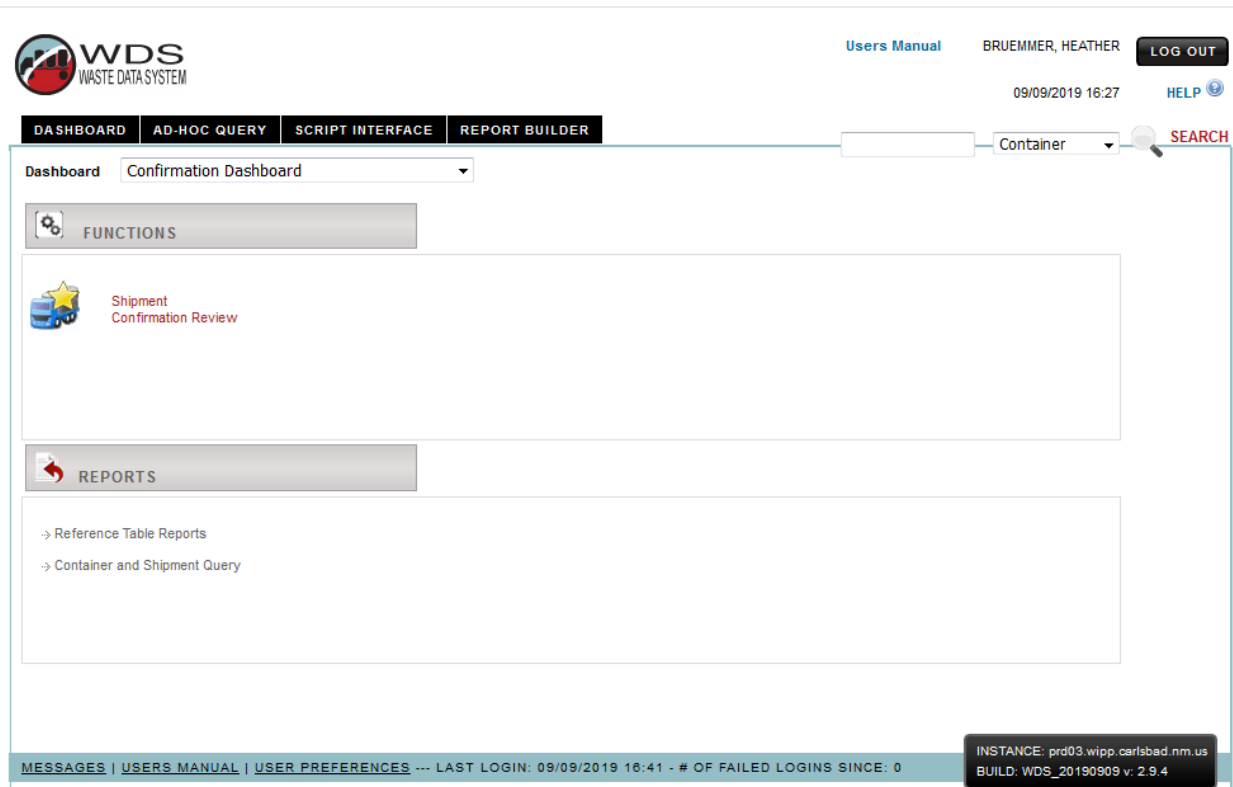 WDS
WASTE DATA SYSTEM
Users Manual BRUEMMER, HEATHER LOG OUT
09/09/2019 16:27 HELP
DASHBOARD AD-HOC QUERY SCRIPT INTERFACE REPORT BUILDER
Container SEARCH
Dashboard Confirmation Dashboard
FUNCTIONS
Shipment
Confirmation Review
REPORTS
Reference Table Reports
Container and Shipment Query
MESSAGES | USERS MANUAL | USER PREFERENCES --- LAST LOGIN: 09/09/2019 16:41 - # OF FAILED LOGINS SINCE: 0
INSTANCE: prd03.wipp.carlsbad.nm.us
BUILD: WDS_20190909 v: 2.9.4